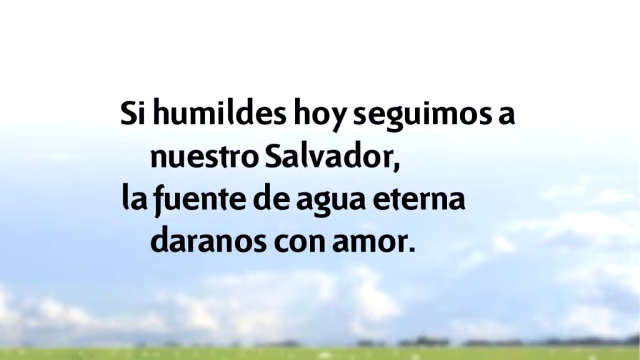 Si humildes hoy seguimos a
nuestro Salvador,
la fuente de agua eterna
daranos con amor.